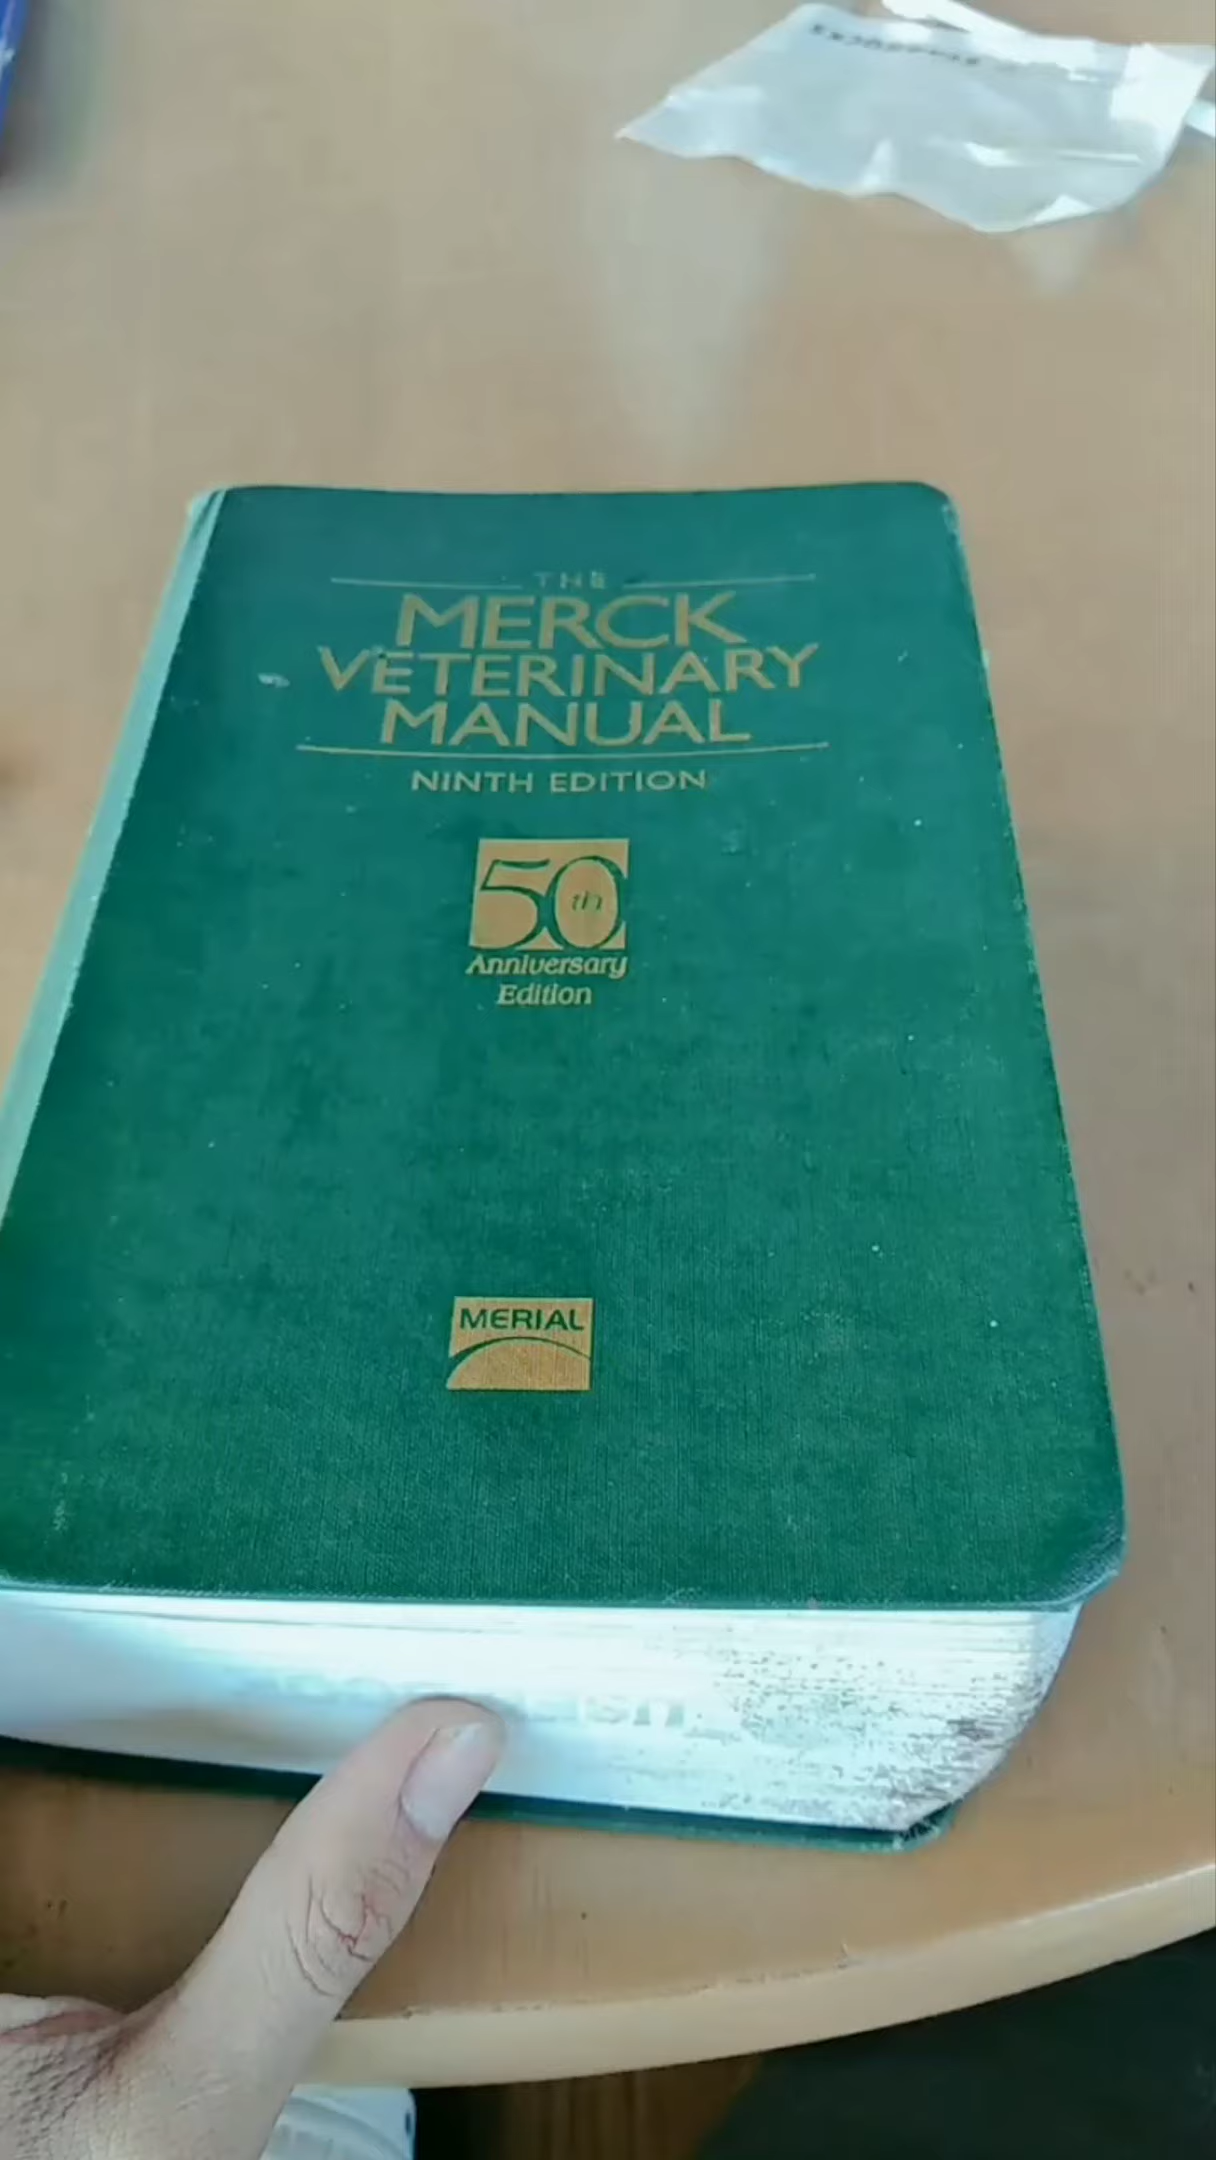 THE
MERCK
VETERINARY
MANUAL
NINTH EDITION
50th
Anniversary
Edition
MERIAL